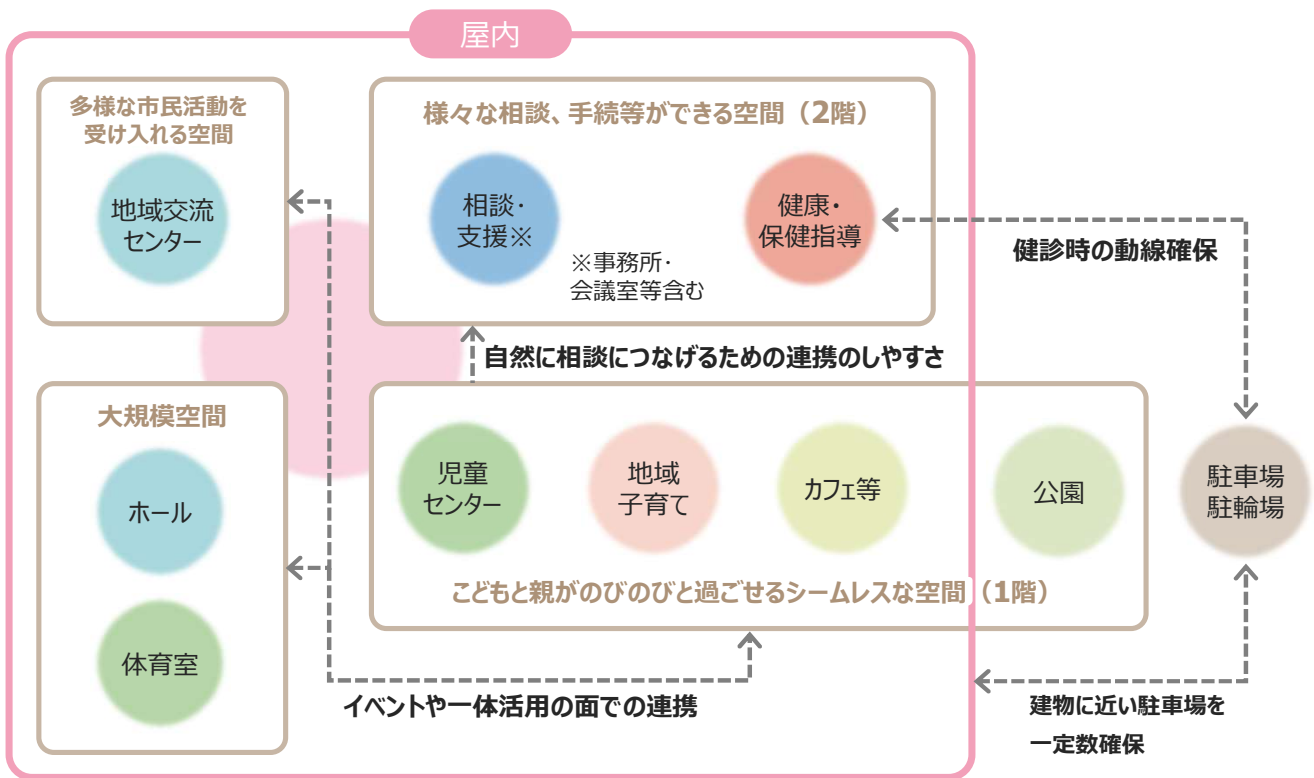 屋内
多様な市民活動を
受け入れる空間
地域交流
センター
様々な相談、手続等ができる空間（2階）
相談・
支援※
※事務所・
会議室等含む
健康・
保健指導
健診時の動線確保
自然に相談につなげるための連携のしやすさ
大規模空間
ホール
体育室
児童
センター
地域
子育て
カフェ等
公園
駐車場
駐輪場
こどもと親がのびのびと過ごせるシームレスな空間（1階）
イベントや一体活用の面での連携
建物に近い駐車場を
一定数確保